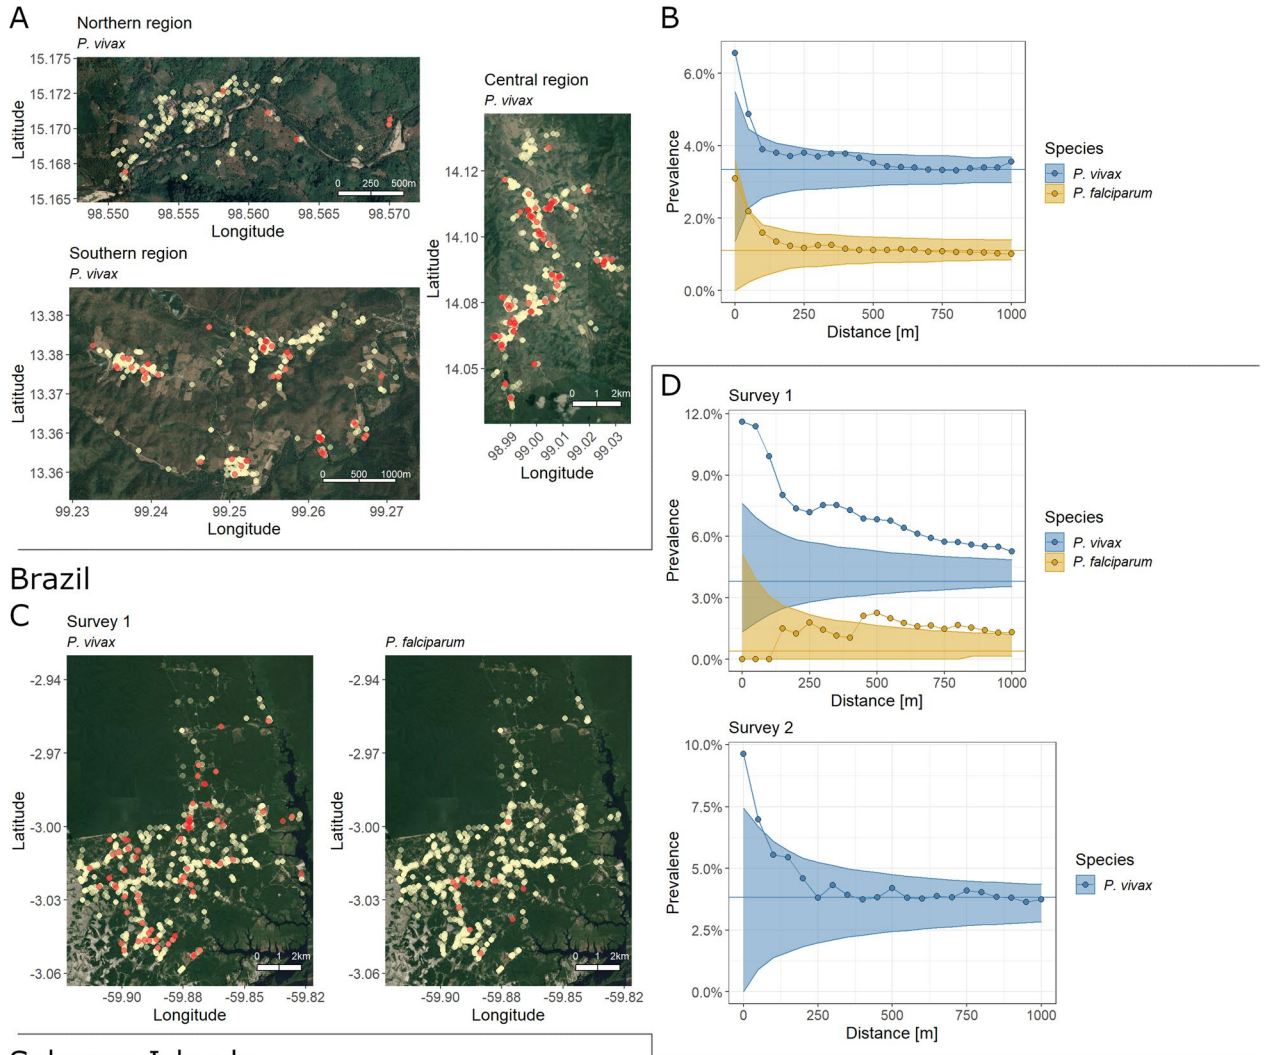 A
Northern region
P. vivax
15.175
15.172
15.170
15.168
15.165
Latitude
0 250 500m
98.550 98.555 98.560 98.565 98.570
Longitude
Southern region
P. vivax
13.38
13.38
13.37
13.36
13.36
Latitude
0 500 1000m
99.23 99.24 99.25 99.26 99.27
Longitude
Central region
P. vivax
14.12
14.10
14.08
14.05
Latitude
0 1 2km
98.99 99.00 99.01 99.02 99.03
Longitude
B
6.0%
4.0%
2.0%
0.0%
Prevalence
0 250 500 750 1000
Distance [m]
Species
P. vivax
P. falciparum
Brazil
C
Survey 1
P. vivax
-2.94
-2.97
-3.00
-3.03
-3.06
Latitude
0 1 2km
-59.90 -59.88 -59.85 -59.82
Longitude
P. falciparum
-2.94
-2.97
-3.00
-3.03
-3.06
Latitude
0 1 2km
-59.90 -59.88 -59.85 -59.82
Longitude
D
Survey 1
12.0%
9.0%
6.0%
3.0%
0.0%
Prevalence
0 250 500 750 1000
Distance [m]
Species
P. vivax
P. falciparum
Survey 2
10.0%
7.5%
5.0%
2.5%
0.0%
Prevalence
0 250 500 750 1000
Distance [m]
Species
P. vivax